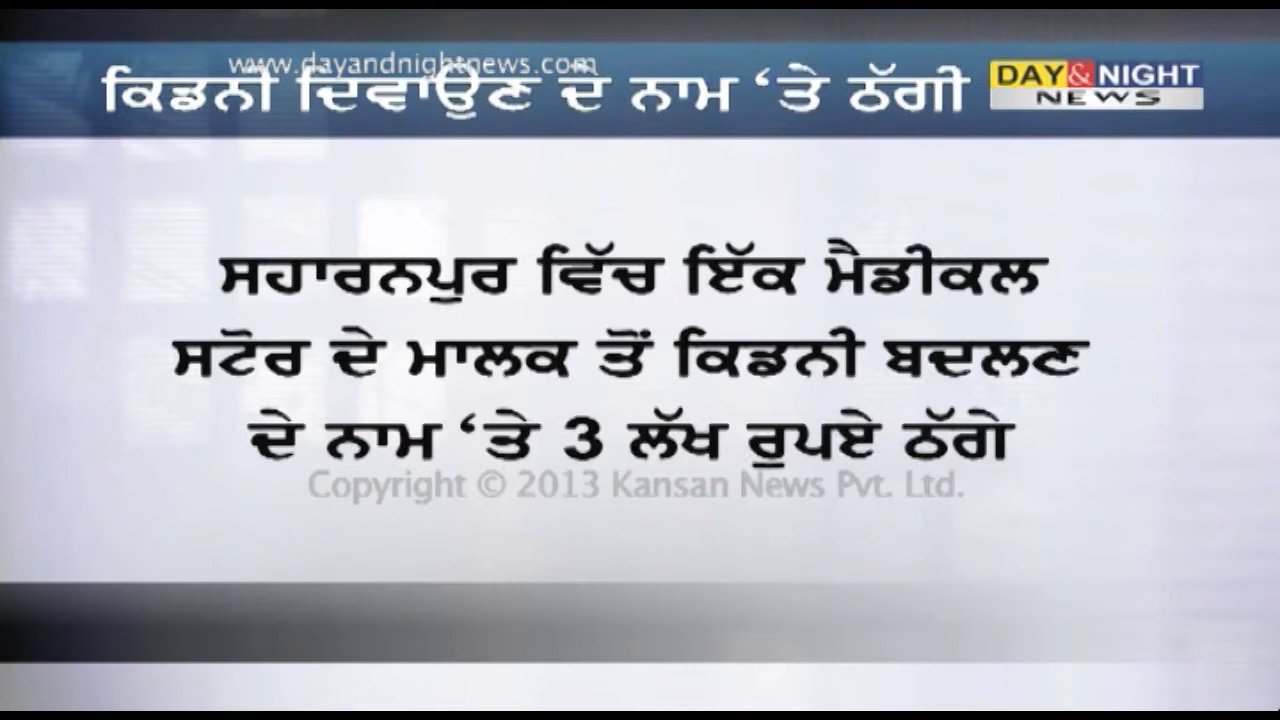 www.dayandnightnews.com
ਕਿਡਨੀ ਦਿਵਾਉਣ ਦੇ ਨਾਮ ‘ਤੇ ਠੱਗੀ
DAY&NIGHT
NEWS
ਸਹਾਰਨਪੁਰ ਵਿੱਚ ਇੱਕ ਮੈਡੀਕਲ
ਸਟੋਰ ਦੇ ਮਾਲਕ ਤੋਂ ਕਿਡਨੀ ਬਦਲਣ
ਦੇ ਨਾਮ ‘ਤੇ 3 ਲੱਖ ਰੁਪਏ ਠੱਗੇ
Copyright © 2013 Kansan News Pvt. Ltd.